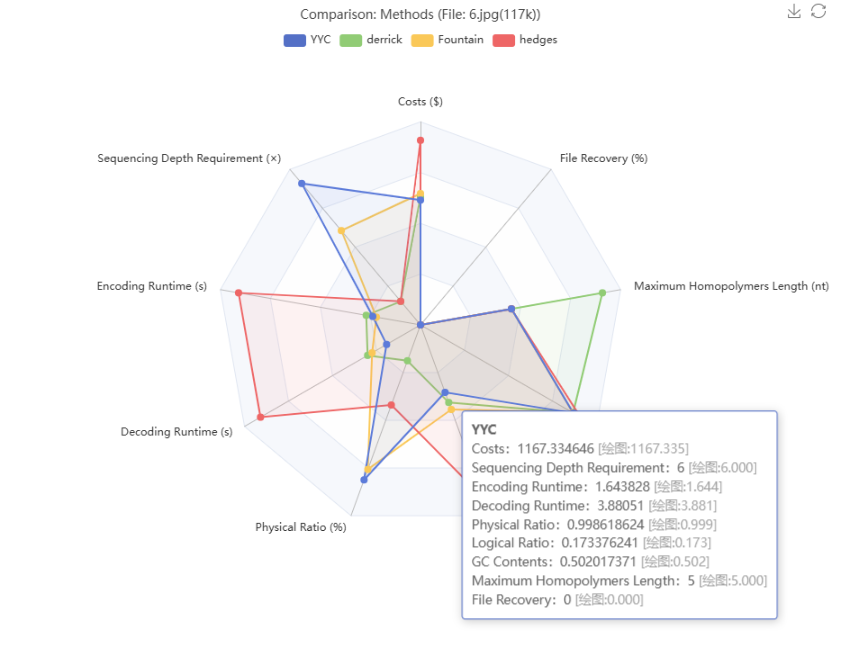 Comparison: Methods (File: 6.jpg(117k))
YYC derrick Fountain hedges
Costs ($)
Sequencing Depth Requirement (×)
File Recovery (%)
Encoding Runtime (s)
Maximum Homopolymers Length (nt)
Decoding Runtime (s)
Physical Ratio (%)
YYC
Costs: 1167.334646 [绘图:1167.335]
Sequencing Depth Requirement: 6 [绘图:6.000]
Encoding Runtime: 1.643828 [绘图:1.644]
Decoding Runtime: 3.88051 [绘图:3.881]
Physical Ratio: 0.998618624 [绘图:0.999]
Logical Ratio: 0.173376241 [绘图:0.173]
GC Contents: 0.502017371 [绘图:0.502]
Maximum Homopolymers Length: 5 [绘图:5.000]
File Recovery: 0 [绘图:0.000]